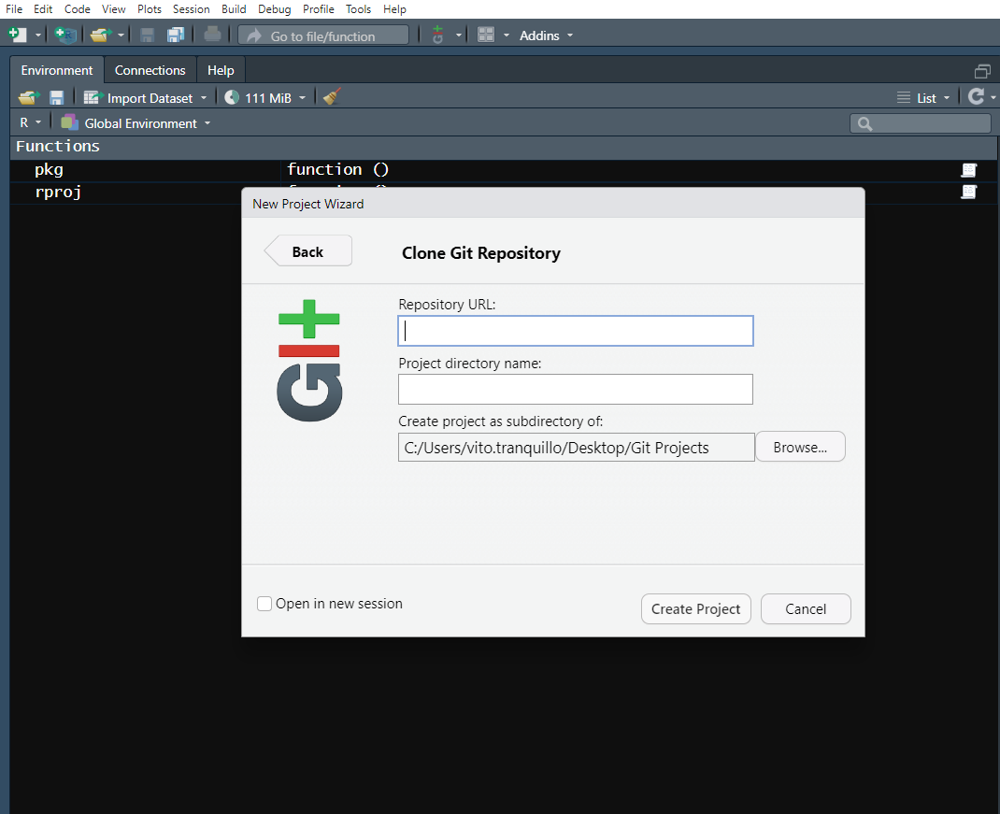 File Edit Code View Plots Session Build Debug Profile Tools Help
Go to file/function Addins
Environment Connections Help
Import Dataset 111 MiB List
R Global Environment
Functions
pkg function ()
rproj
New Project Wizard
Back Clone Git Repository
Repository URL:
GIt
Project directory name:
Create project as subdirectory of:
C:/Users/vito.tranquillo/Desktop/Git Projects Browse...
Open in new session Create Project Cancel